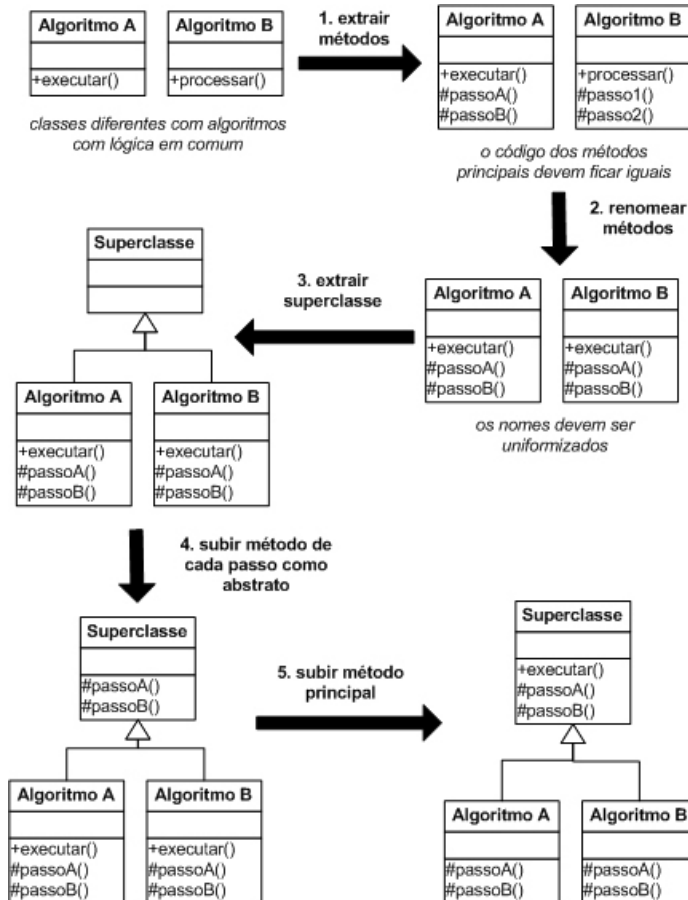 Algoritmo A
+executar()
Algoritmo B
+processar()
classes diferentes com algoritmos
com lógica em comum
1. extrair
métodos
Algoritmo A
+executar()
#passoA()
#passoB()
Algoritmo B
+processar()
#passo1()
#passo2()
o código dos métodos
principais devem ficar iguais
2. renomear
métodos
Algoritmo A
+executar()
#passoA()
#passoB()
Algoritmo B
+executar()
#passoA()
#passoB()
os nomes devem ser
uniformizados
3. extrair
superclasse
Superclasse
Algoritmo A
+executar()
#passoA()
#passoB()
Algoritmo B
+executar()
#passoA()
#passoB()
4. subir método de
cada passo como
abstrato
Superclasse
#passoA()
#passoB()
Algoritmo A
+executar()
#passoA()
#passoB()
Algoritmo B
+executar()
#passoA()
#passoB()
5. subir método
principal
Superclasse
+executar()
#passoA()
#passoB()
Algoritmo A
#passoA()
#passoB()
Algoritmo B
#passoA()
#passoB()